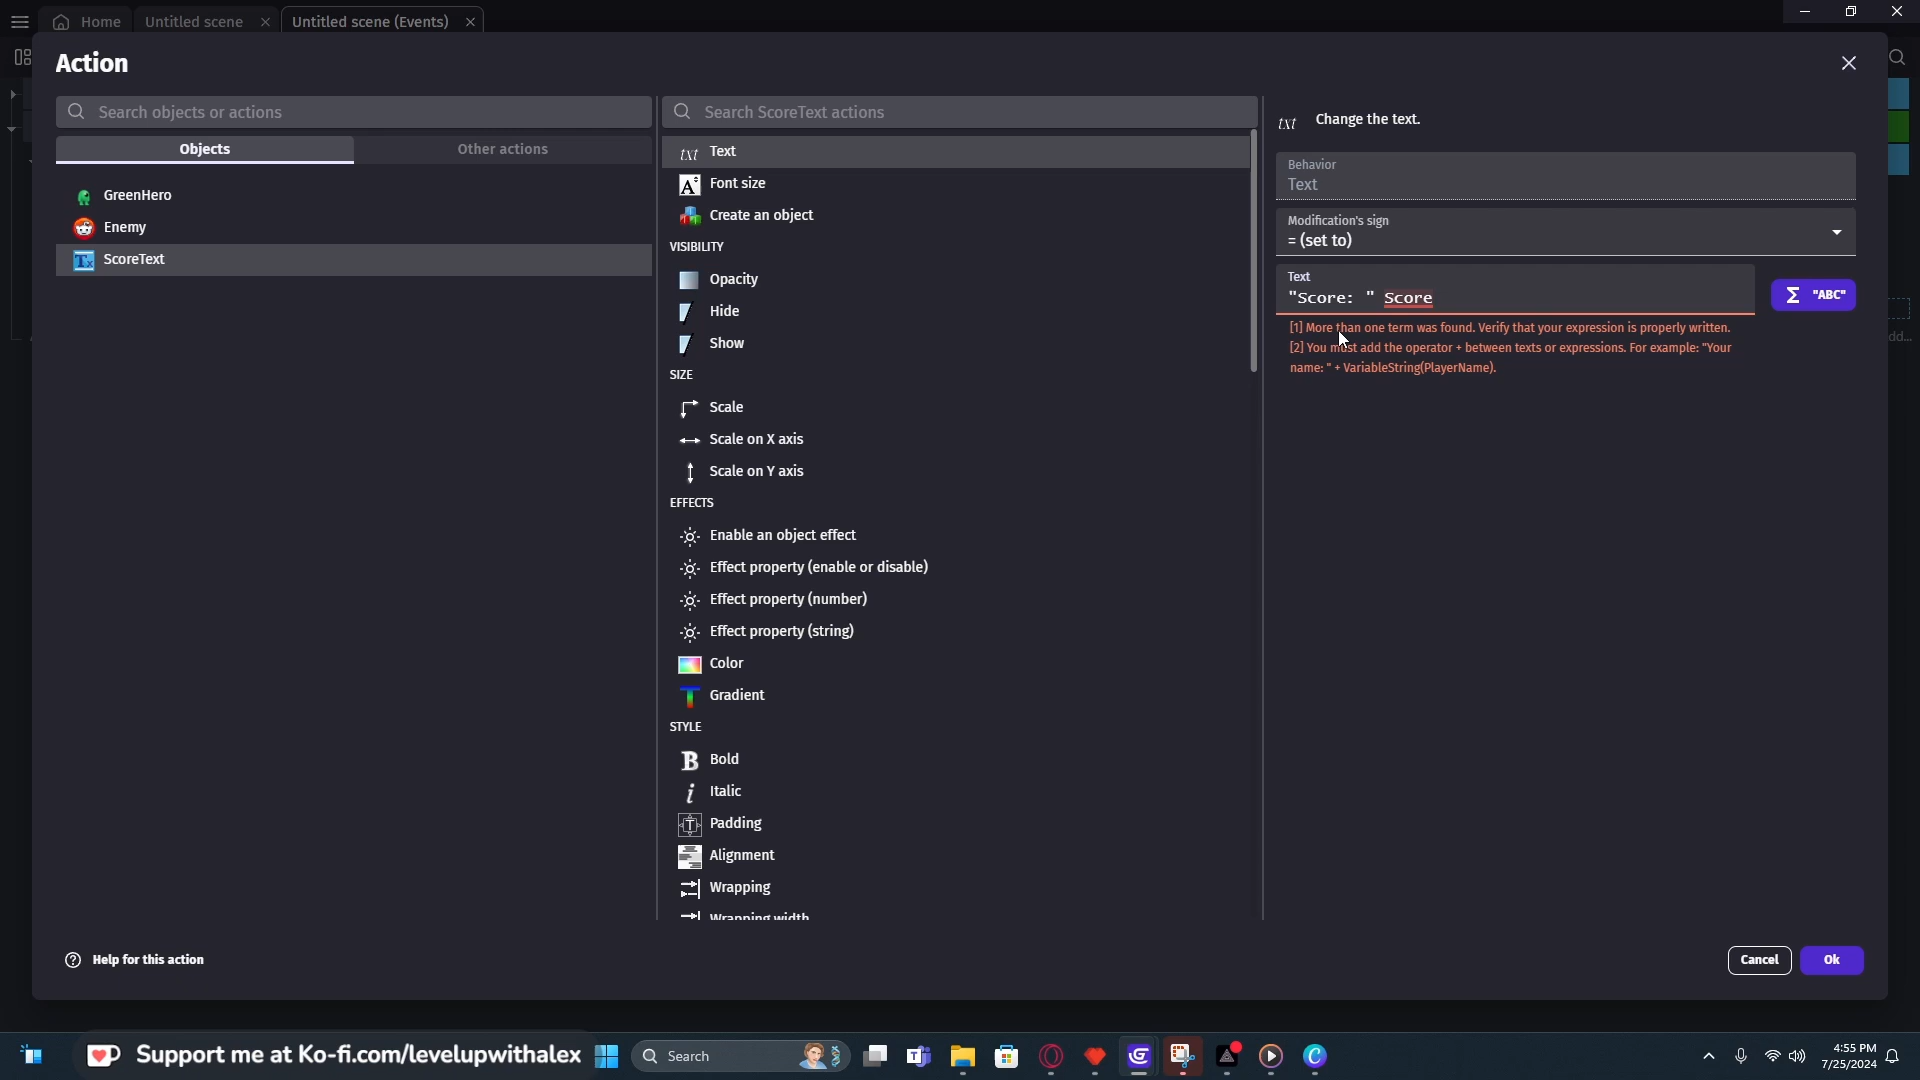 Home
Untitled scene
Untitled scene (Events)
Action
Search objects or actions
Search ScoreText actions
Objects
Other actions
GreenHero
Enemy
ScoreText
Text
Font size
Create an object
VISIBILITY
Opacity
Hide
Show
SIZE
Scale
Scale on X axis
Scale on Y axis
EFFECTS
Enable an object effect
Effect property (enable or disable)
Effect property (number)
Effect property (string)
Color
Gradient
STYLE
Bold
Italic
Padding
Alignment
Wrapping
Wrapping width
txt Change the text.
Behavior
Text
Modification's sign
= (set to)
Text
"Score: " Score
Σ "ABC"
[1] More than one term was found. Verify that your expression is properly written.
[2] You must add the operator + between texts or expressions. For example: "Your
name: " + VariableString(PlayerName).
dd...
Help for this action
Cancel
Ok
Support me at Ko-fi.com/levelupwithalex
Search
4:55 PM
7/25/2024